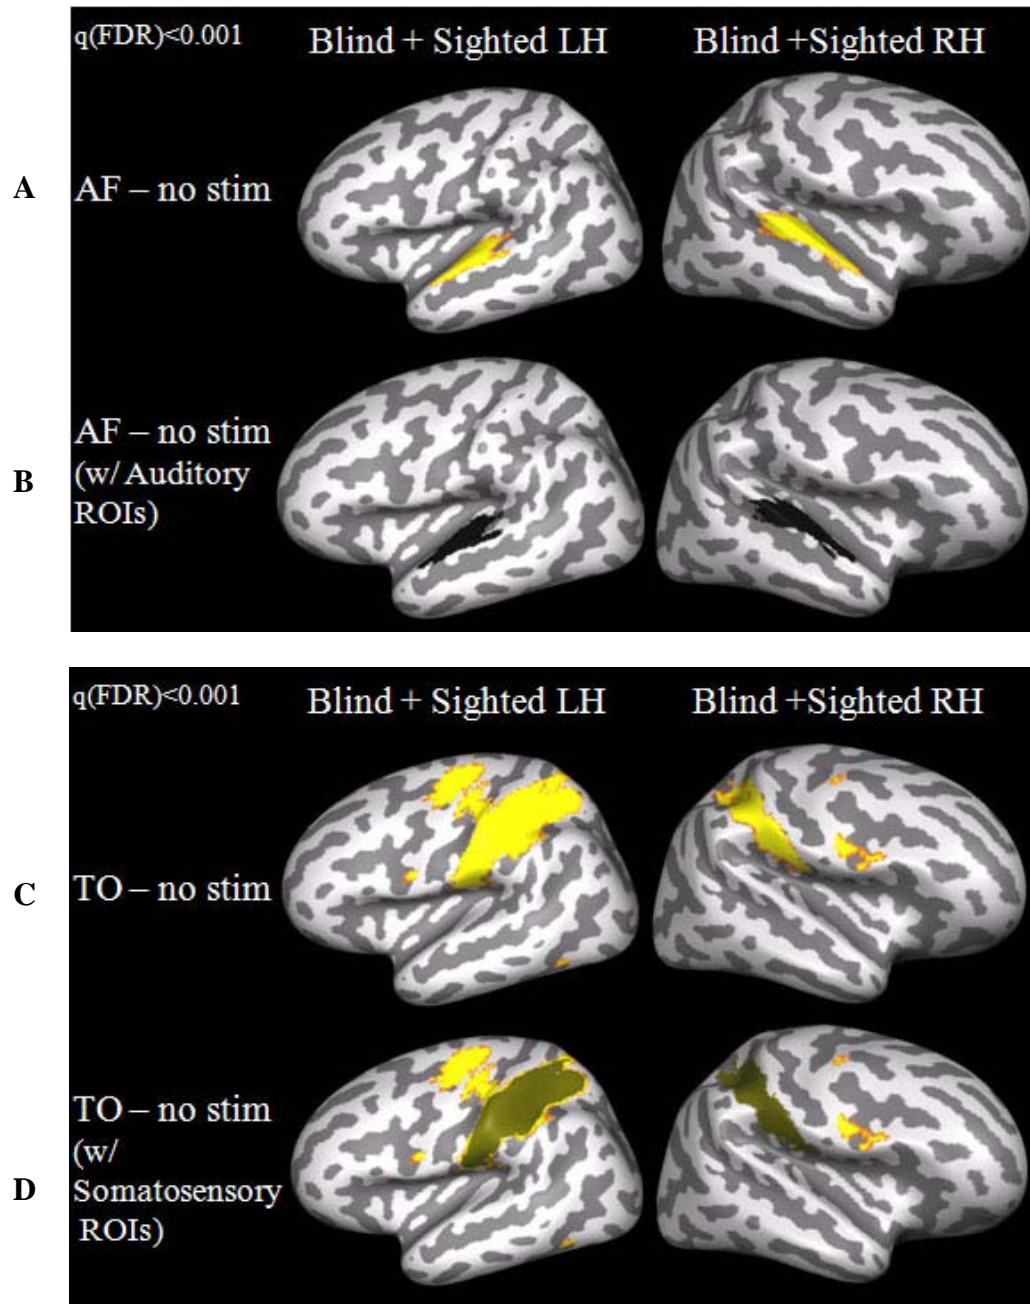 q(FDR)<0.001
Blind + Sighted LH
Blind +Sighted RH
A
AF – no stim
B
AF – no stim
(w/ Auditory
ROIs)
q(FDR)<0.001
Blind + Sighted LH
Blind +Sighted RH
C
TO – no stim
D
TO – no stim
(w/
Somatosensory
ROIs)